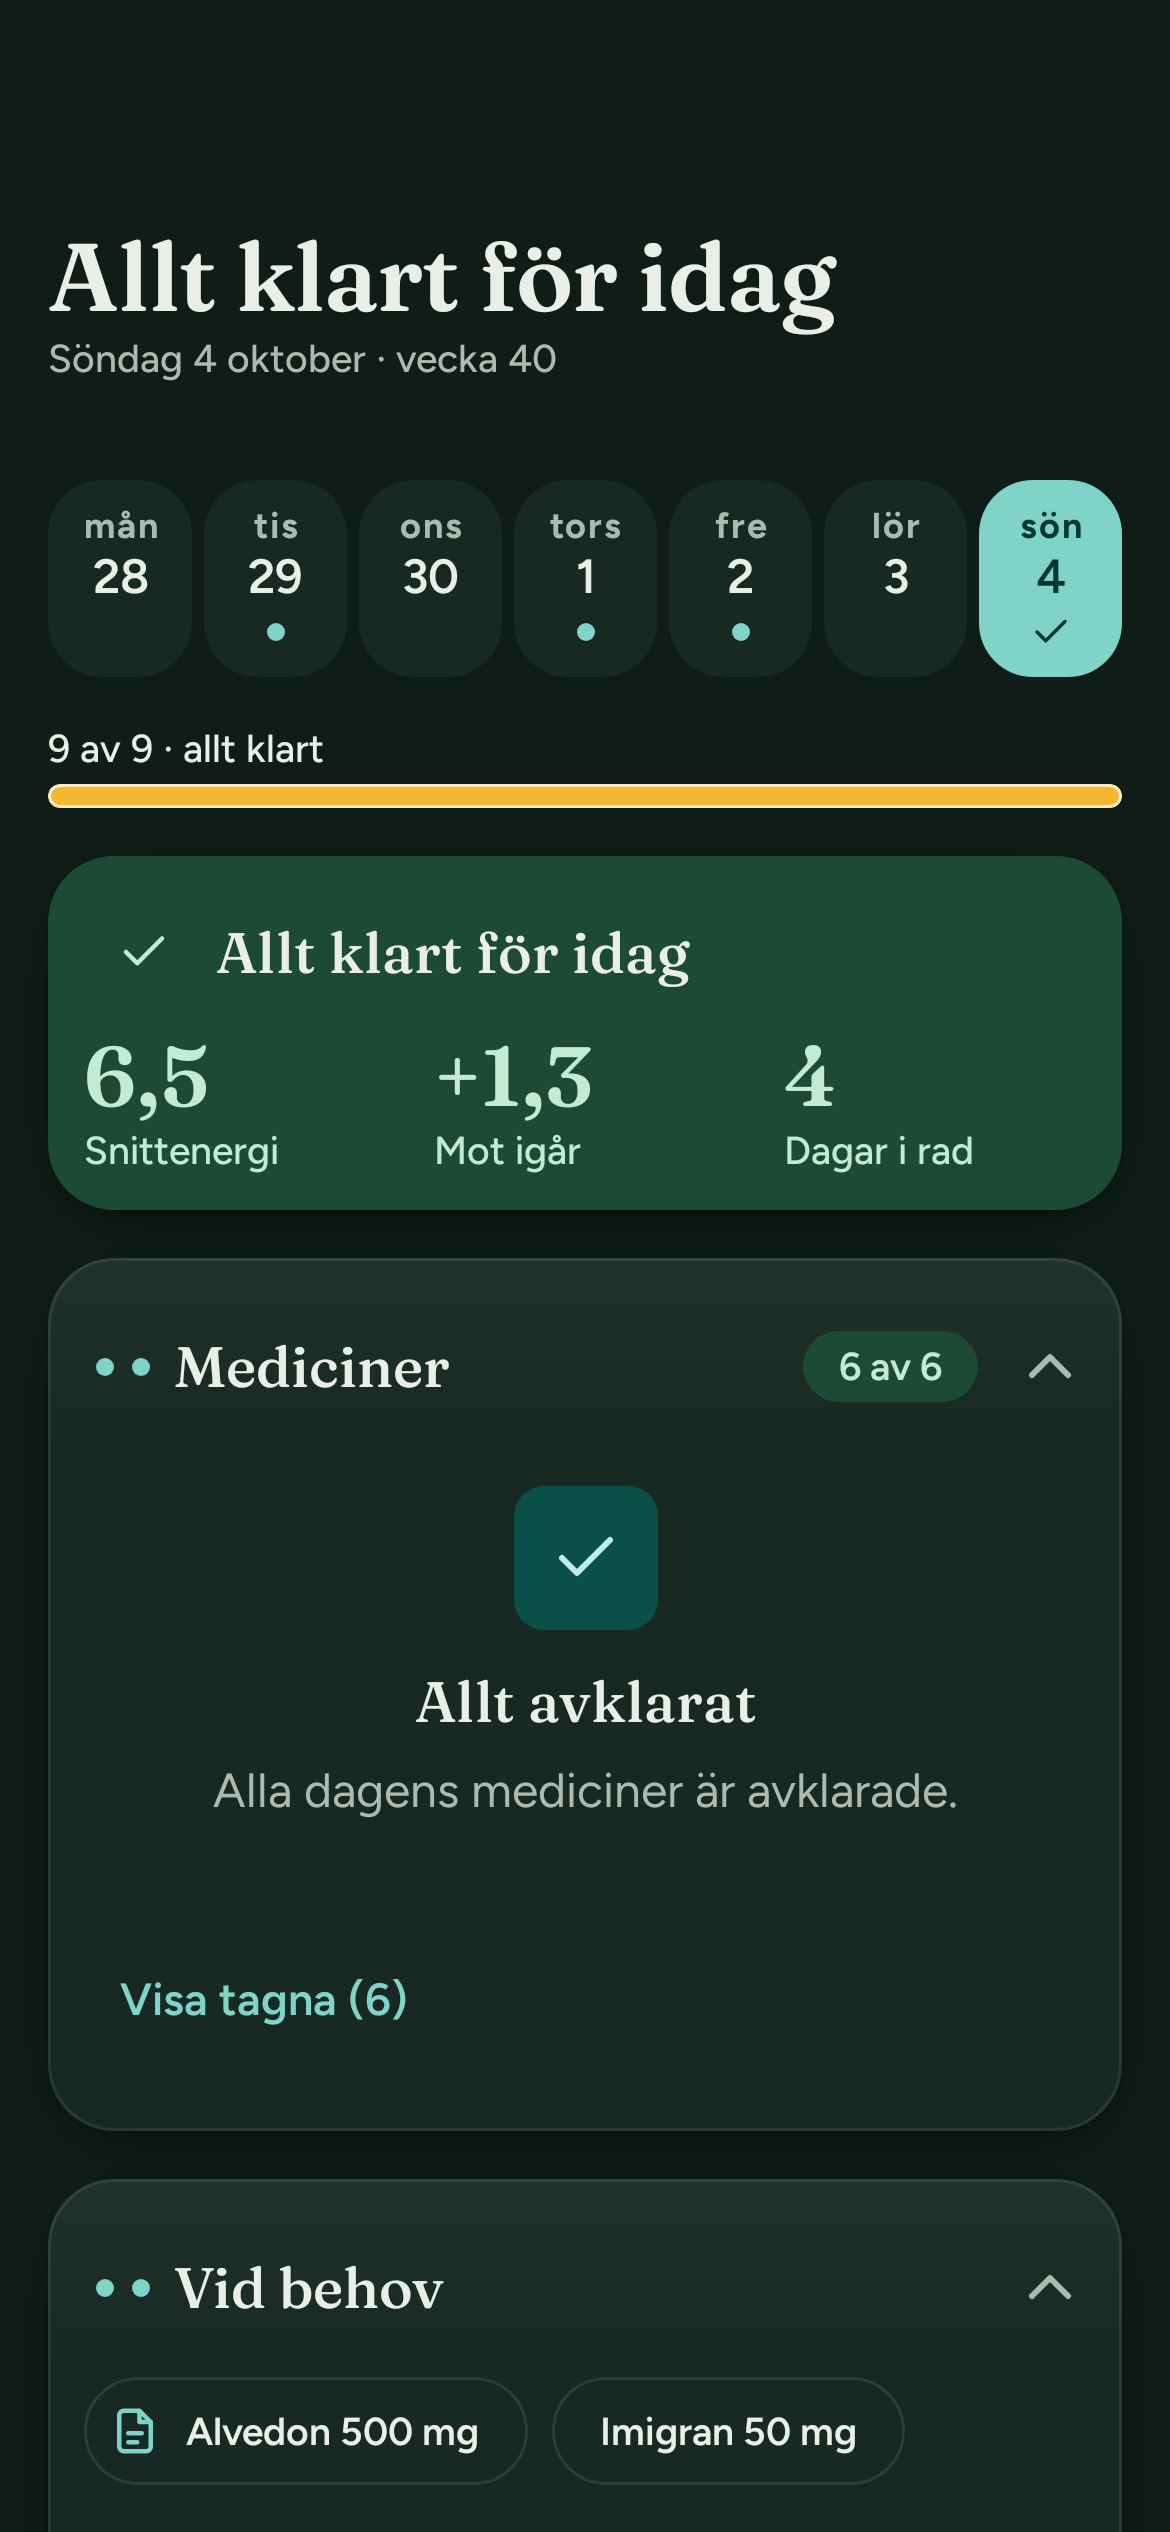 Allt klart för idag
Söndag 4 oktober · vecka 40
mån tis ons tors fre lör sön
28 29 30 1 2 3 4
9 av 9 · allt klart
Allt klart för idag
6,5 +1,3 4
Snittenergi Mot igår Dagar i rad
Mediciner 6 av 6
Allt avklarat
Alla dagens mediciner är avklarade.
Visa tagna (6)
Vid behov
Alvedon 500 mg Imigran 50 mg